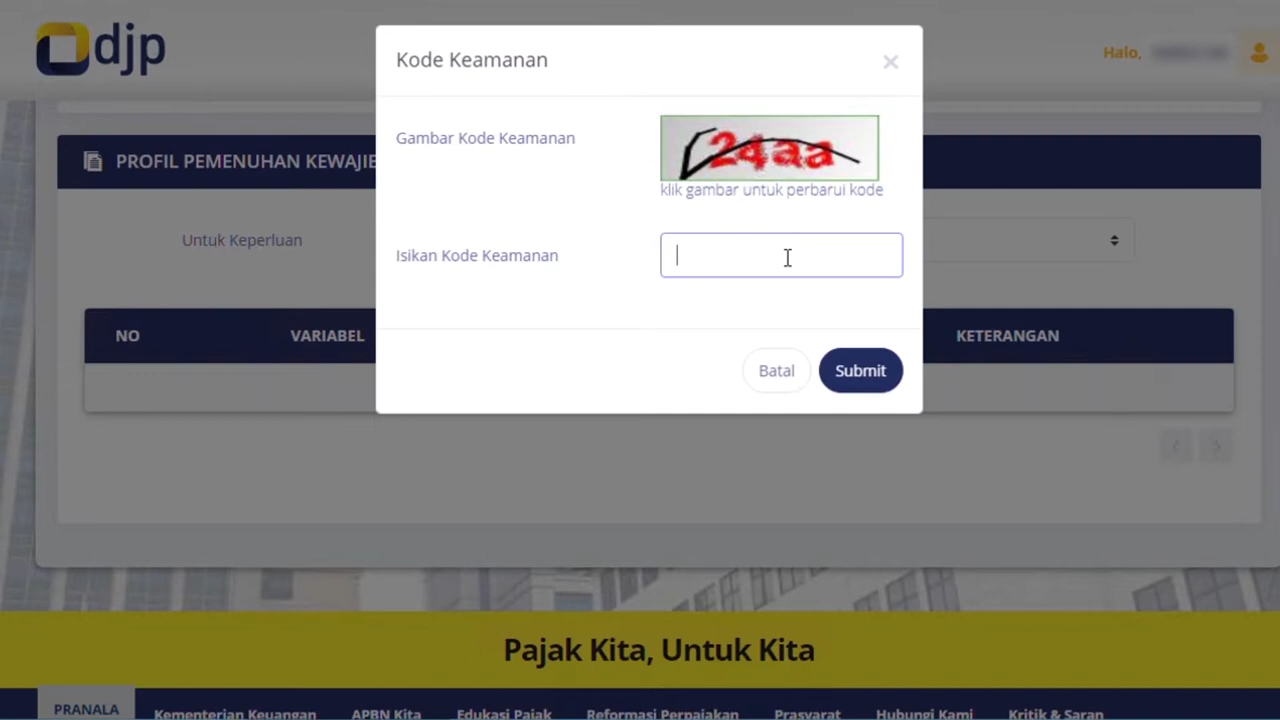 djp
Halo,
Kode Keamanan
×
Gambar Kode Keamanan
24aa
klik gambar untuk perbarui kode
PROFIL PEMENUHAN
Untuk Keperluan
Isikan Kode Keamanan
NO VARIABEL KETERANGAN
Batal Submit
Pajak Kita, Untuk Kita
PRANALA Kementerian Keuangan APBN Kita Edukasi Pajak Reformasi Perpajakan Prasyarat Hubungi Kami Kritik & Saran